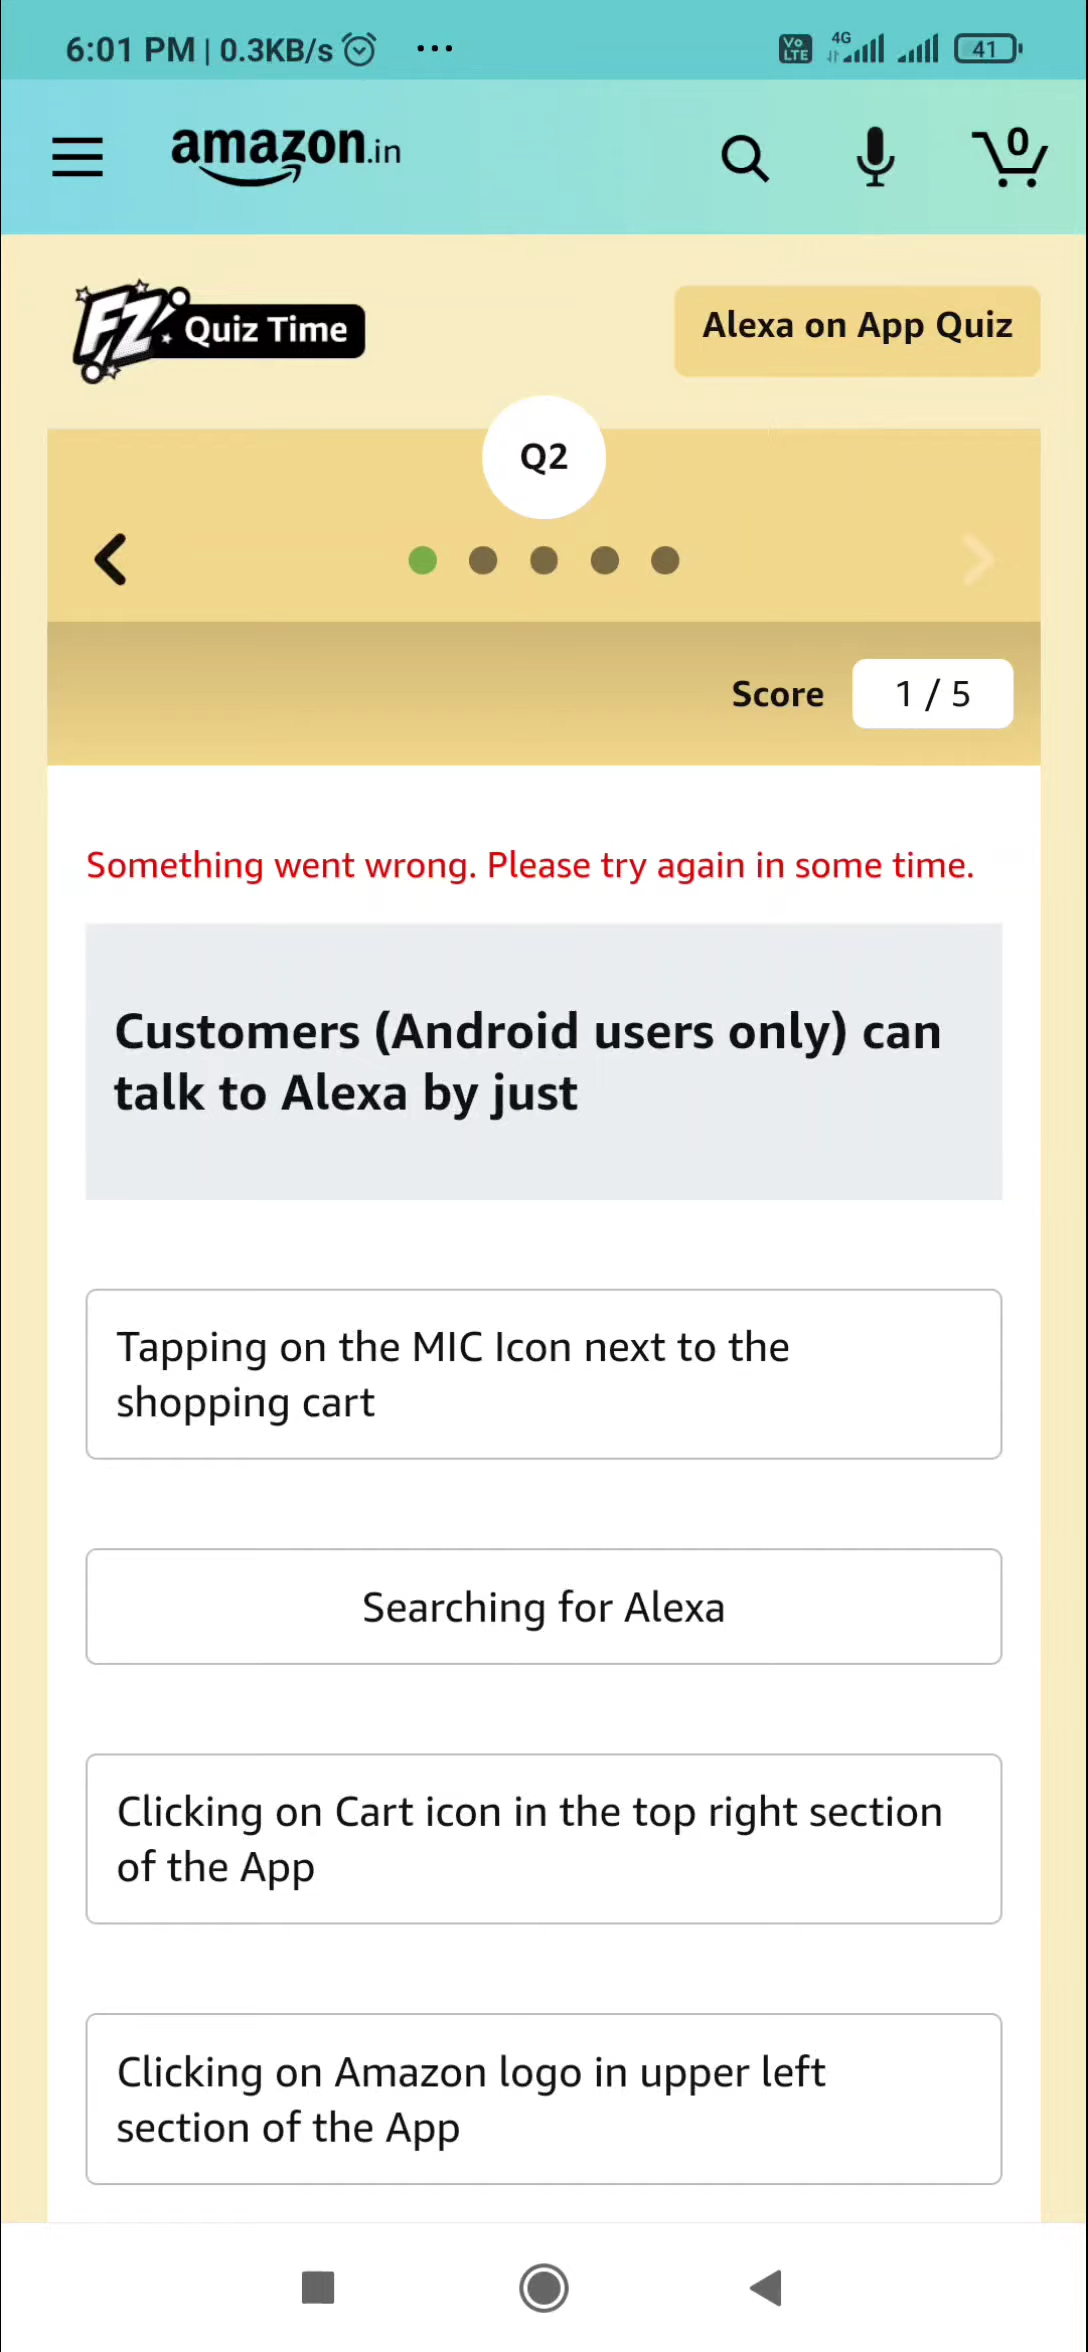 6:01 PM | 0.3KB/s ...
Vo LTE 4G 41
amazon.in
0
FZ Quiz Time
Alexa on App Quiz
Q2
Score 1 / 5
Something went wrong. Please try again in some time.
Customers (Android users only) can
talk to Alexa by just
Tapping on the MIC Icon next to the
shopping cart
Searching for Alexa
Clicking on Cart icon in the top right section
of the App
Clicking on Amazon logo in upper left
section of the App